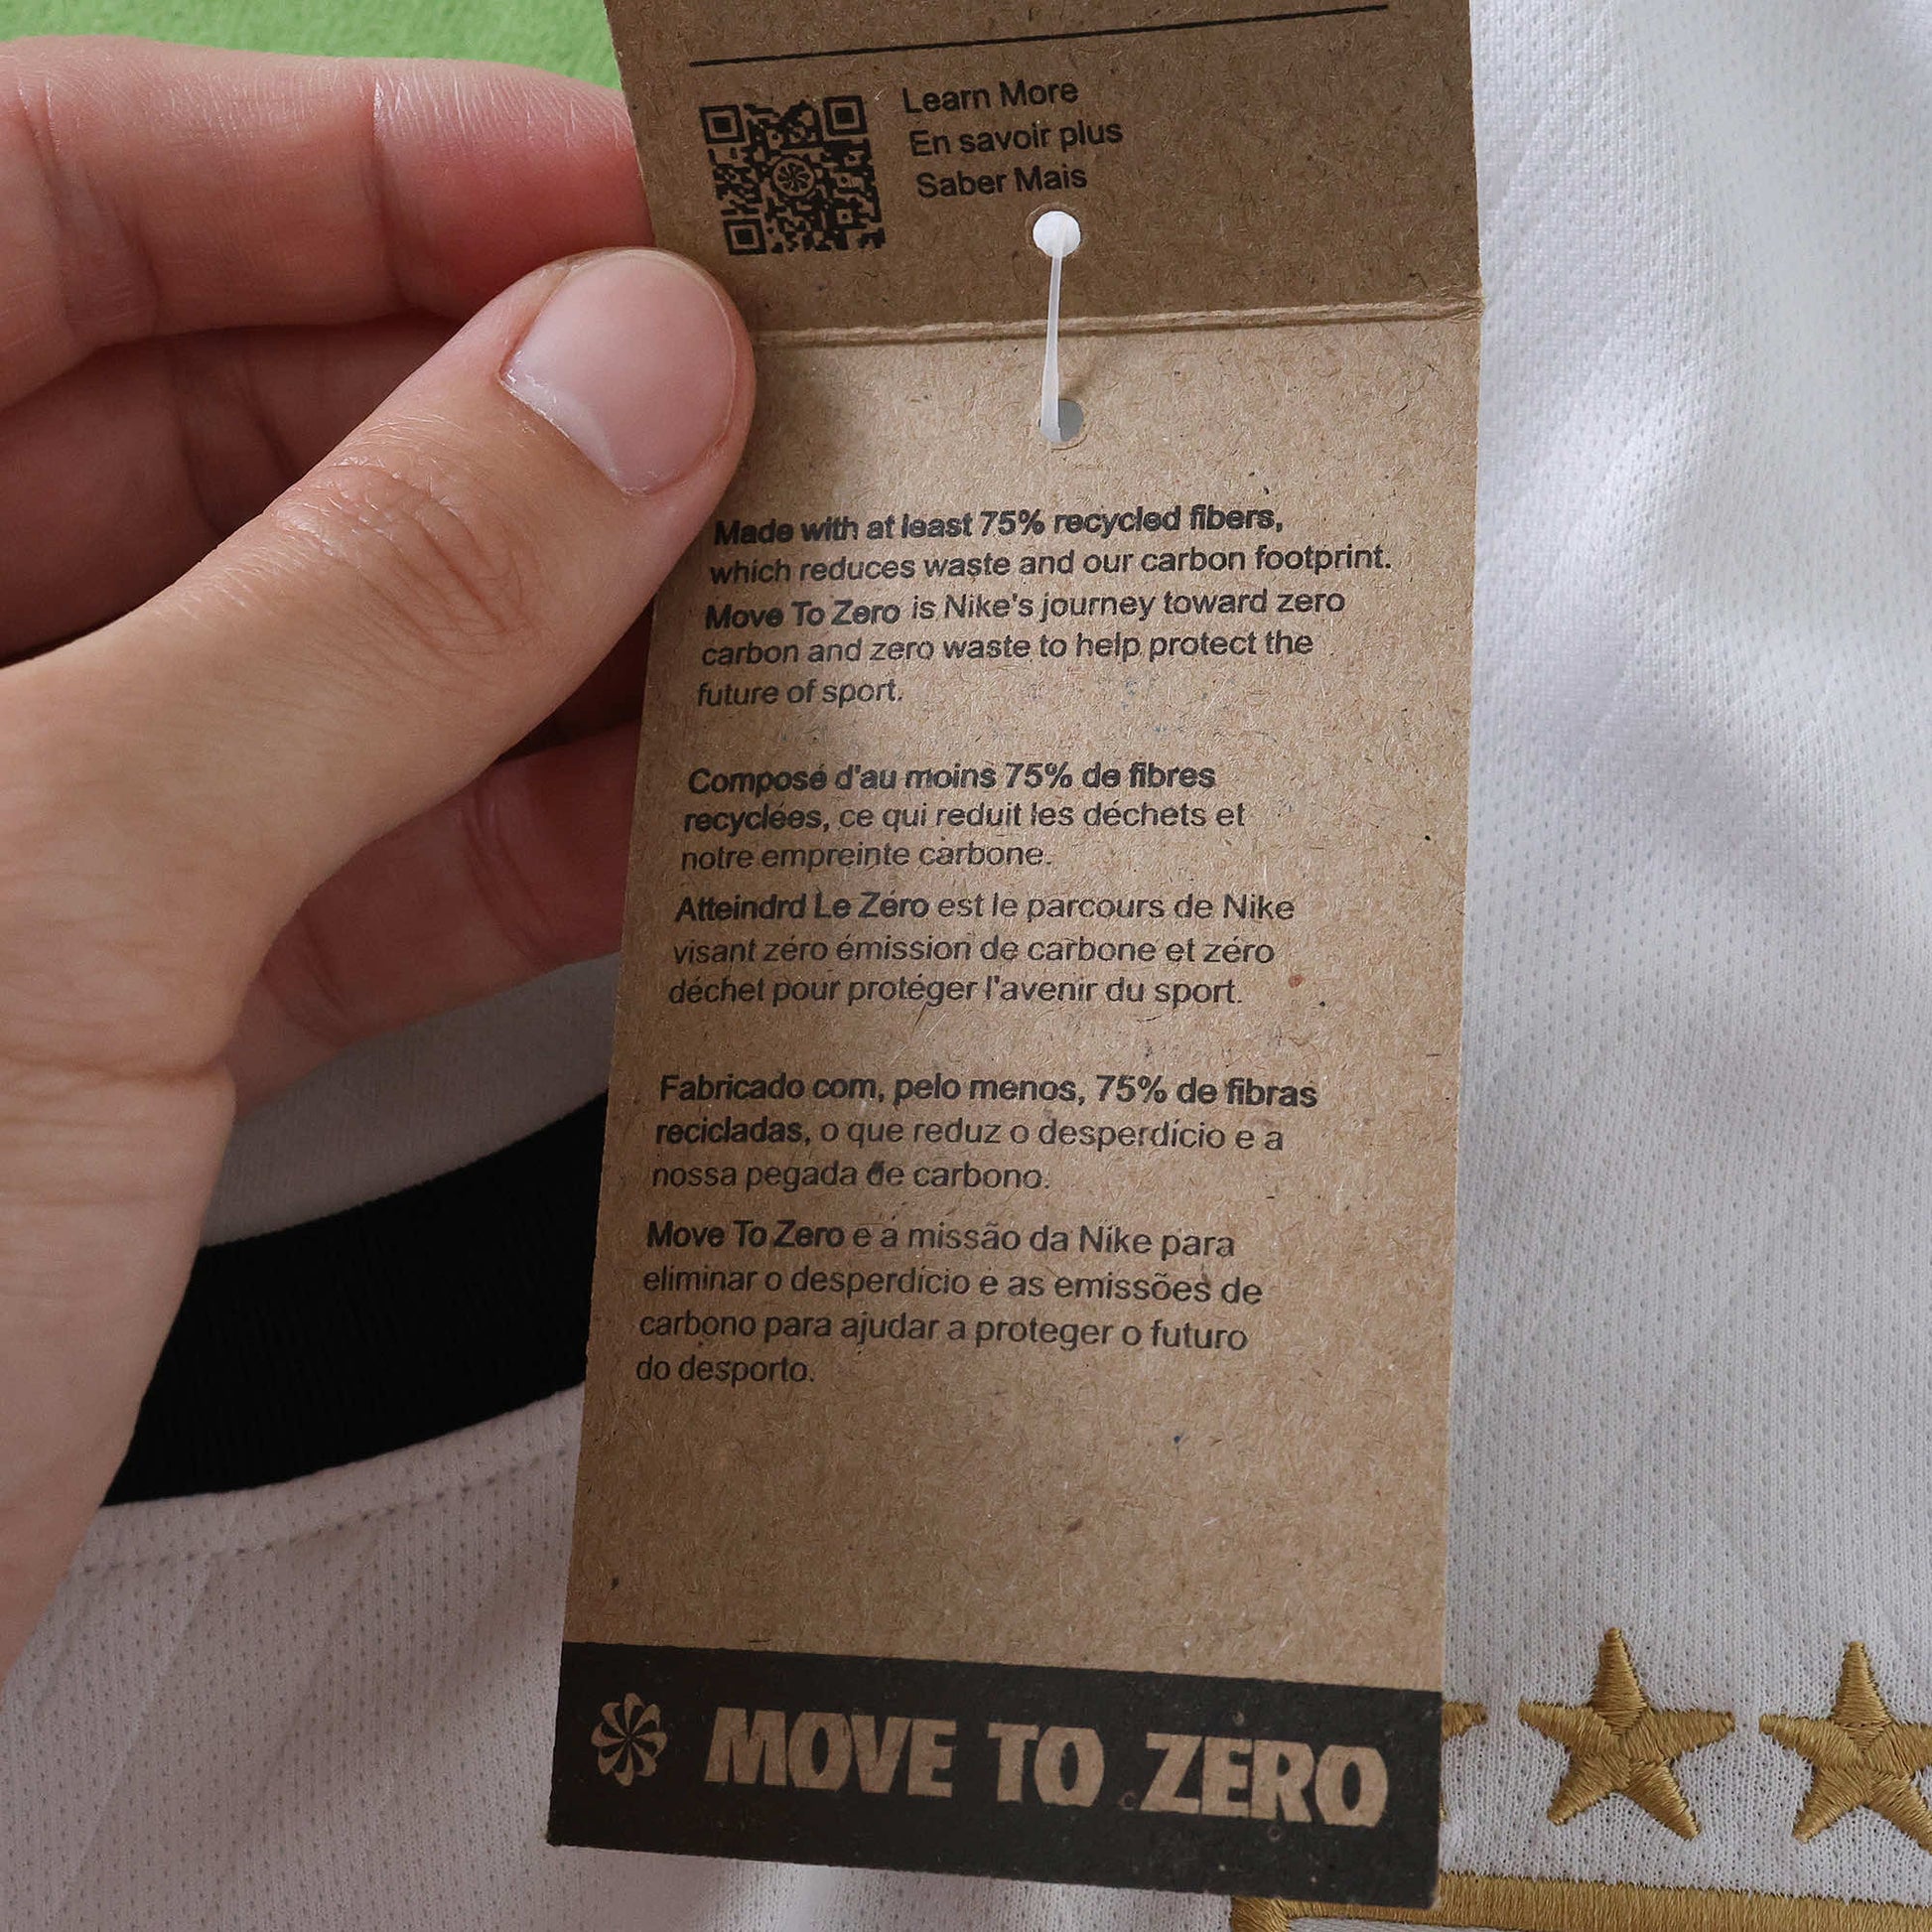 Learn More
En savoir plus
Saber Mais
Made with at least 75% recycled fibers,
which reduces waste and our carbon footprint.
Move To Zero is Nike's journey toward zero
carbon and zero waste to help protect the
future of sport.
Composé d'au moins 75% de fibres
recyclées, ce qui reduit les déchets et
notre empreinte carbone.
Atteindrd Le Zéro est le parcours de Nike
visant zéro émission de carbone et zéro
déchet pour protéger l'avenir du sport.
Fabricado com, pelo menos, 75% de fibras
recicladas, o que reduz o desperdício e a
nossa pegada de carbono.
Move To Zero e a missão da Nike para
eliminar o desperdício e as emissões de
carbono para ajudar a proteger o futuro
do desporto.
MOVE TO ZERO